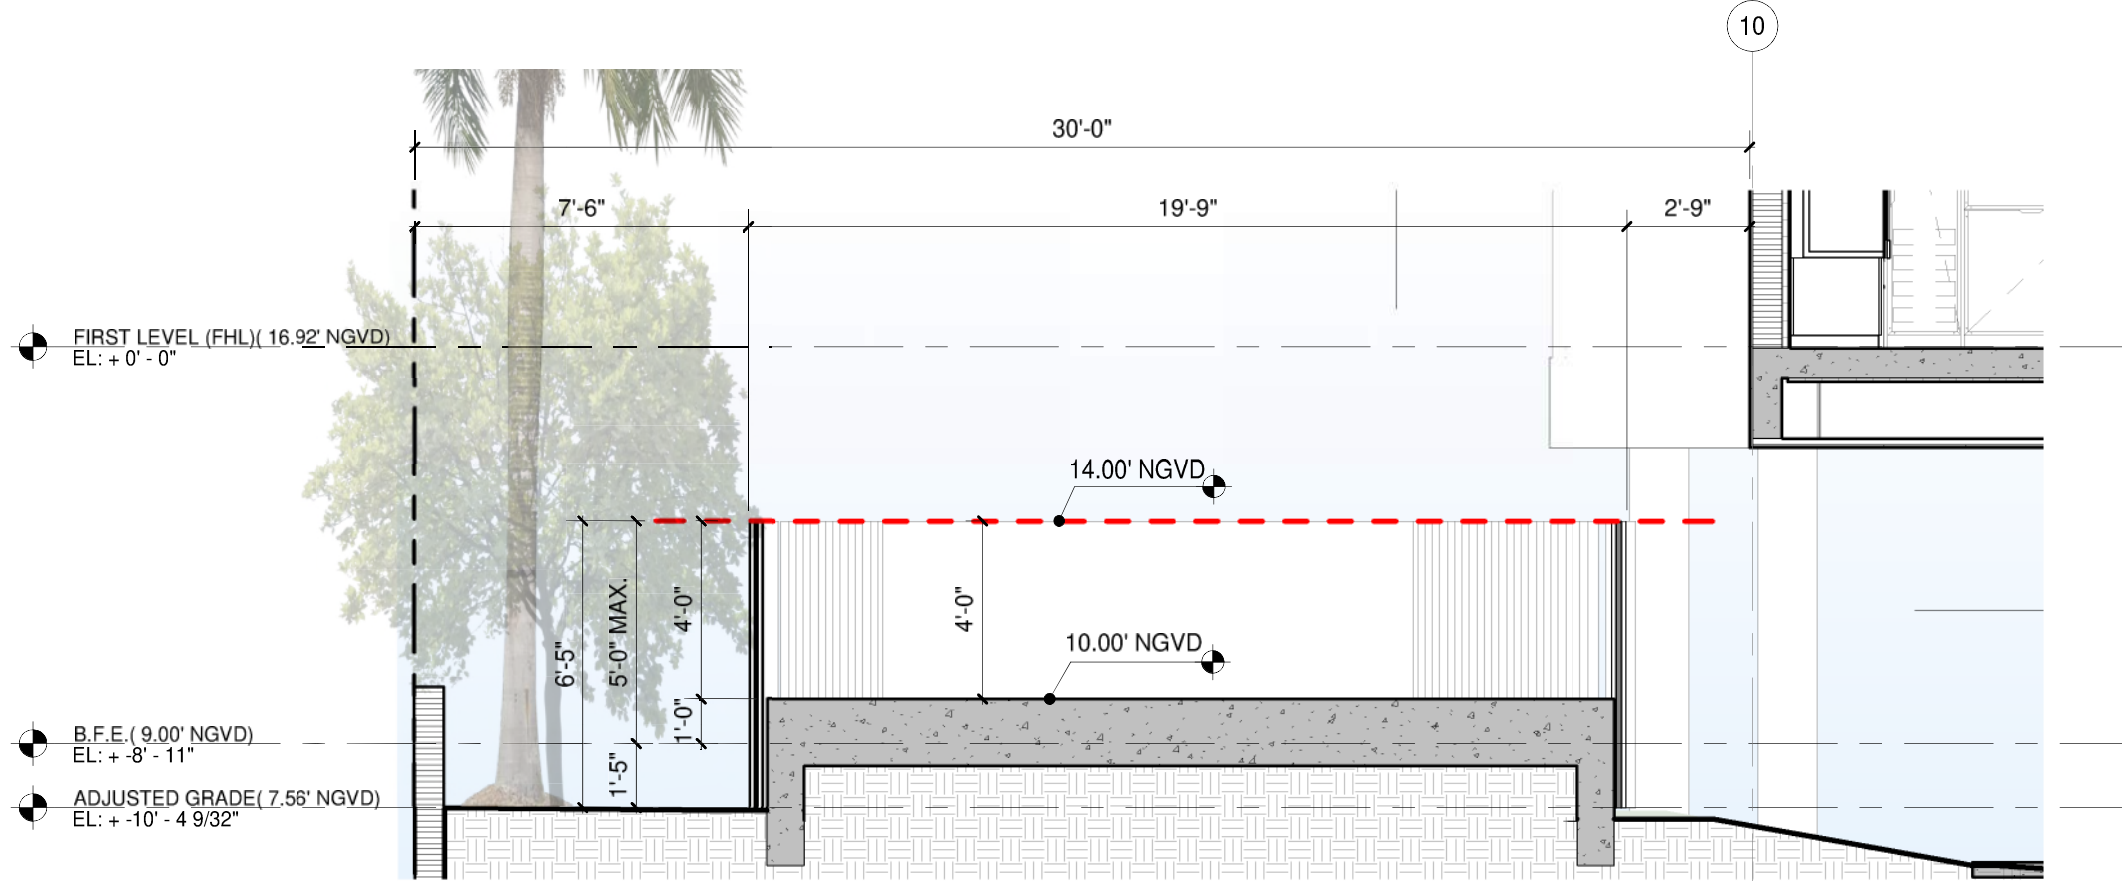 10
30'-0"
7'-6"
19'-9"
2'-9"
FIRST LEVEL (FHL)( 16.92' NGVD)
EL: + 0' - 0"
14.00' NGVD
6'-5"
5'-0" MAX.
4'-0"
4'-0"
10.00' NGVD
1'-0"
B.F.E.( 9.00' NGVD)
EL: + -8' - 11"
1'-5"
ADJUSTED GRADE( 7.56' NGVD)
EL: + -10' - 4 9/32"